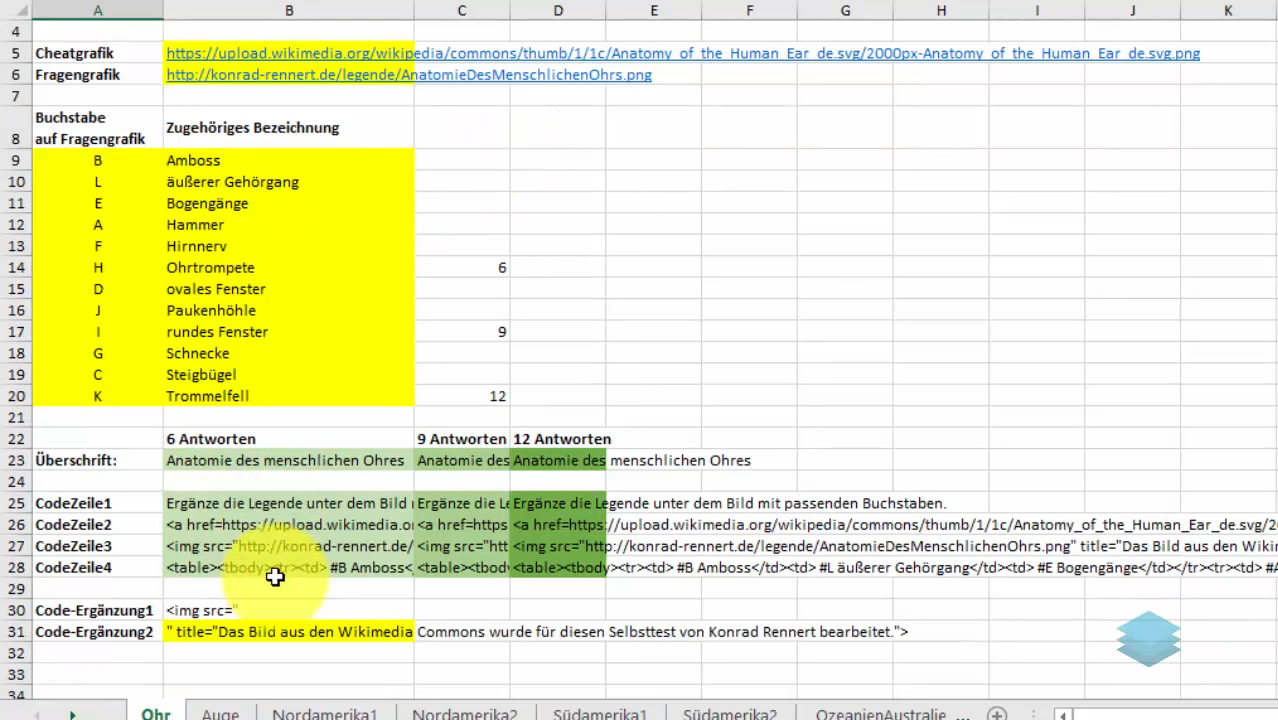 A B C D E F G H I J K
4
5 Cheatgrafik https://upload.wikimedia.org/wikipedia/commons/thumb/1/1c/Anatomy_of_the_Human_Ear_de.svg/2000px-Anatomy_of_the_Human_Ear_de.svg.png
6 Fragengrafik http://konrad-rennert.de/legende/AnatomieDesMenschlichenOhrs.png
7
Buchstabe
8 auf Fragengrafik Zugehöriges Bezeichnung
9 B Amboss
10 L äußerer Gehörgang
11 E Bogengänge
12 A Hammer
13 F Hirnnerv
14 H Ohrtrompete 6
15 D ovales Fenster
16 J Paukenhöhle
17 I rundes Fenster 9
18 G Schnecke
19 C Steigbügel
20 K Trommelfell 12
21
22 6 Antworten 9 Antworten 12 Antworten
23 Überschrift: Anatomie des menschlichen Ohres Anatomie des Anatomie des menschlichen Ohres
24
25 CodeZeile1 Ergänze die Legende unter dem Bild Ergänze die Le Ergänze die Legende unter dem Bild mit passenden Buchstaben.
26 CodeZeile2 <a href=https://upload.wikimedia.o <a href=https <a href=https://upload.wikimedia.org/wikipedia/commons/thumb/1/1c/Anatomy_of_the_Human_Ear_de.svg/2
27 CodeZeile3 <img src="http://konrad-rennert.de/ <img src="htt <img src="http://konrad-rennert.de/legende/AnatomieDesMenschlichenOhrs.png" title="Das Bild aus den Wikim
28 CodeZeile4 <table><tbody><tr><td> #B Amboss< <table><tbod <table><tbody><tr><td> #B Amboss</td><td> #L äußerer Gehörgang</td><td> #E Bogengänge</td></tr><tr><td> #A
29
30 Code-Ergänzung1 <img src="
31 Code-Ergänzung2 " title="Das Bild aus den Wikimedia Commons wurde für diesen Selbsttest von Konrad Rennert bearbeitet.">
32
33
34
Ohr Auge Nordamerika1 Nordamerika2 Südamerika1 Südamerika2 OzeanienAustralie ...